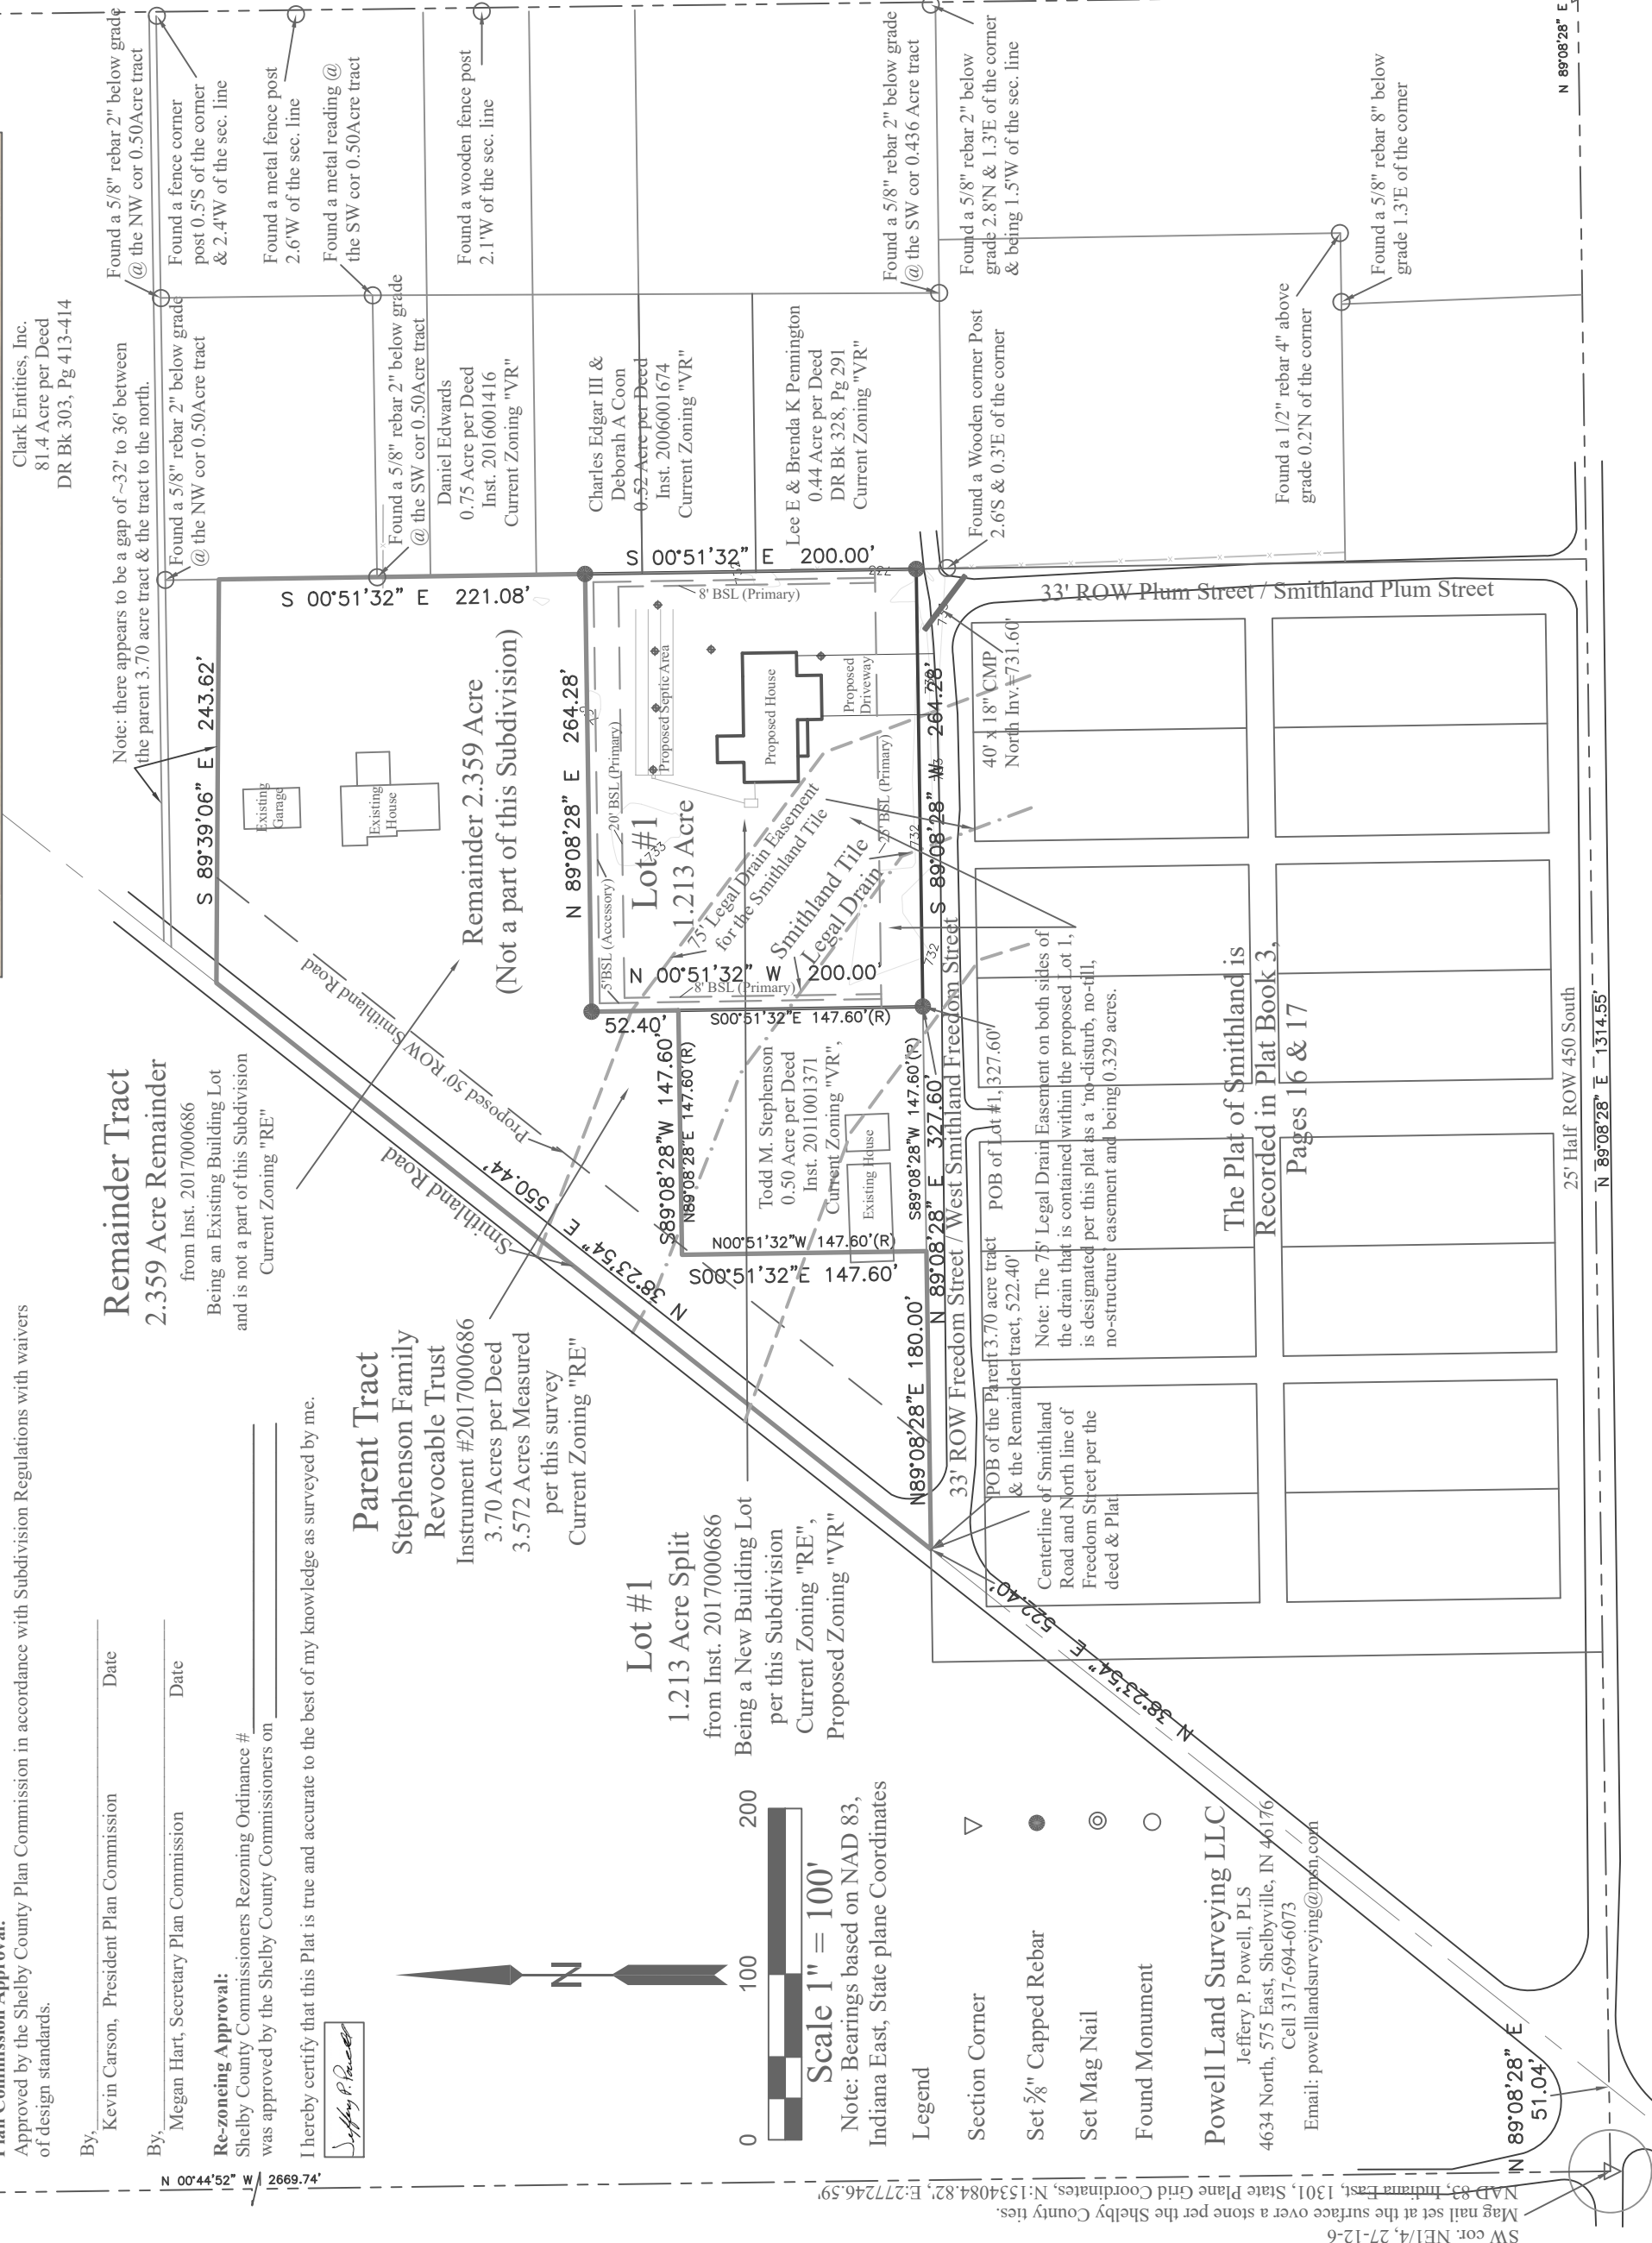 Plan Commission Approval:
Approved by the Shelby County Plan Commission in accordance with Subdivision Regulations with waivers
of design standards.
By,
Kevin Carson, President Plan Commission Date
By,
Megan Hart, Secretary Plan Commission Date
Re-zoneing Approval:
Shelby County Commissioners Rezoning Ordinance #
was approved by the Shelby County Commissioners on
I hereby certify that this Plat is true and accurate to the best of my knowledge as surveyed by me.
Jeffery P. Powell
N 00°44'52" W 2669.74'
Remainder Tract
2.359 Acre Remainder
from Inst. 2017000686
Being an Existing Building Lot
and is not a part of this Subdivision
Current Zoning "RE"
Parent Tract
Stephenson Family
Revocable Trust
Instrument #2017000686
3.70 Acres per Deed
3.572 Acres Measured
per this survey
Current Zoning "RE"
Lot #1
1.213 Acre Split
from Inst. 2017000686
Being a New Building Lot
per this Subdivision
Current Zoning "RE",
Proposed Zoning "VR"
N
0 100 200
Scale 1" = 100'
Note: Bearings based on NAD 83,
Indiana East, State plane Coordinates
Legend
Section Corner
Set 5/8" Capped Rebar
Set Mag Nail
Found Monument
Powell Land Surveying LLC
Jeffery P. Powell, PLS
4634 North, 575 East, Shelbyville, IN 46176
Cell 317-694-6073
Email: powelllandsurveying@msn.com
SW cor. NE1/4, 27-12-6
Mag nail set at the surface over a stone per the Shelby County ties.
NAD 83, Indiana East, 1301, State Plane Grid Coordinates, N:1534084.82', E:277246.59'
N 89°08'28" E
51.04'
N 38°23'54" E 522.40'
N 38°23'54" E 550.44'
Smithland Road
Proposed 50' ROW Smithland Road
Clark Entities, Inc.
81.4 Acre per Deed
DR Bk 303, Pg 413-414
Note: there appears to be a gap of ~32' to 36' between
the parent 3.70 acre tract & the tract to the north.
S 89°39'06" E 243.62'
Existing
Garage
Existing
House
Remainder 2.359 Acre
(Not a part of this Subdivision)
S 00°51'32" E 221.08'
N 89°08'28" E 264.28'
S 00°51'32" E 200.00'
5'BSL (Accessory)
20' BSL (Primary)
8' BSL (Primary)
Proposed Septic Area
Lot #1
1.213 Acre
733
75' Legal Drain Easement
for the Smithland Tile
Smithland Tile
Legal Drain
Proposed House
Proposed
Driveway
25' BSL (Primary)
N 00°51'32" W 200.00'
8' BSL (Primary)
S00°51'32"E 147.60'(R)
52.40'
S89°08'28"W 147.60'
N89°08'28"E 147.60'(R)
Todd M. Stephenson
0.50 Acre per Deed
Inst. 2011001371
Current Zoning "VR",
Existing House
N00°51'32"W 147.60'(R)
S00°51'32"E 147.60'
S89°08'28"W 147.60'(R)
N 89°08'28" E 327.60'
N89°08'28"E 180.00'
S 89°08'28" W 264.28'
732
732
33' ROW Freedom Street / West Smithland Freedom Street
POB of the Parent 3.70 acre tract
& the Remainder tract, 522.40'
POB of Lot #1, 327.60'
Centerline of Smithland
Road and North line of
Freedom Street per the
deed & Plat
Note: The 75' Legal Drain Easement on both sides of
the drain that is contained within the proposed Lot 1,
is designated per this plat as a 'no-disturb, no-till,
no-structure' easement and being 0.329 acres.
40' x 18" CMP
North Inv.=731.60'
33' ROW Plum Street / Smithland Plum Street
The Plat of Smithland is
Recorded in Plat Book 3,
Pages 16 & 17
25' Half ROW 450 South
N 89°08'28" E 1314.55'
Found a 5/8" rebar 2" below grade
@ the NW cor 0.50Acre tract
Found a 5/8" rebar 2" below grade
@ the NW cor 0.50Acre tract
Found a fence corner
post 0.5'S of the corner
& 2.4'W of the sec. line
Found a metal fence post
2.6'W of the sec. line
Found a metal reading @
the SW cor 0.50Acre tract
Found a 5/8" rebar 2" below grade
@ the SW cor 0.50Acre tract
Found a wooden fence post
2.1'W of the sec. line
Daniel Edwards
0.75 Acre per Deed
Inst. 2016001416
Current Zoning "VR"
Charles Edgar III &
Deborah A Coon
0.52 Acre per Deed
Inst. 2006001674
Current Zoning "VR"
Lee E & Brenda K Pennington
0.44 Acre per Deed
DR Bk 328, Pg 291
Current Zoning "VR"
Found a 5/8" rebar 2" below grade
@ the SW cor 0.436 Acre tract
Found a 5/8" rebar 2" below
grade 2.8'N & 1.3'E of the corner
& being 1.5'W of the sec. line
Found a Wooden corner Post
2.6'S & 0.3'E of the corner
Found a 1/2" rebar 4" above
grade 0.2'N of the corner
Found a 5/8" rebar 8" below
grade 1.3'E of the corner
N 89°08'28" E